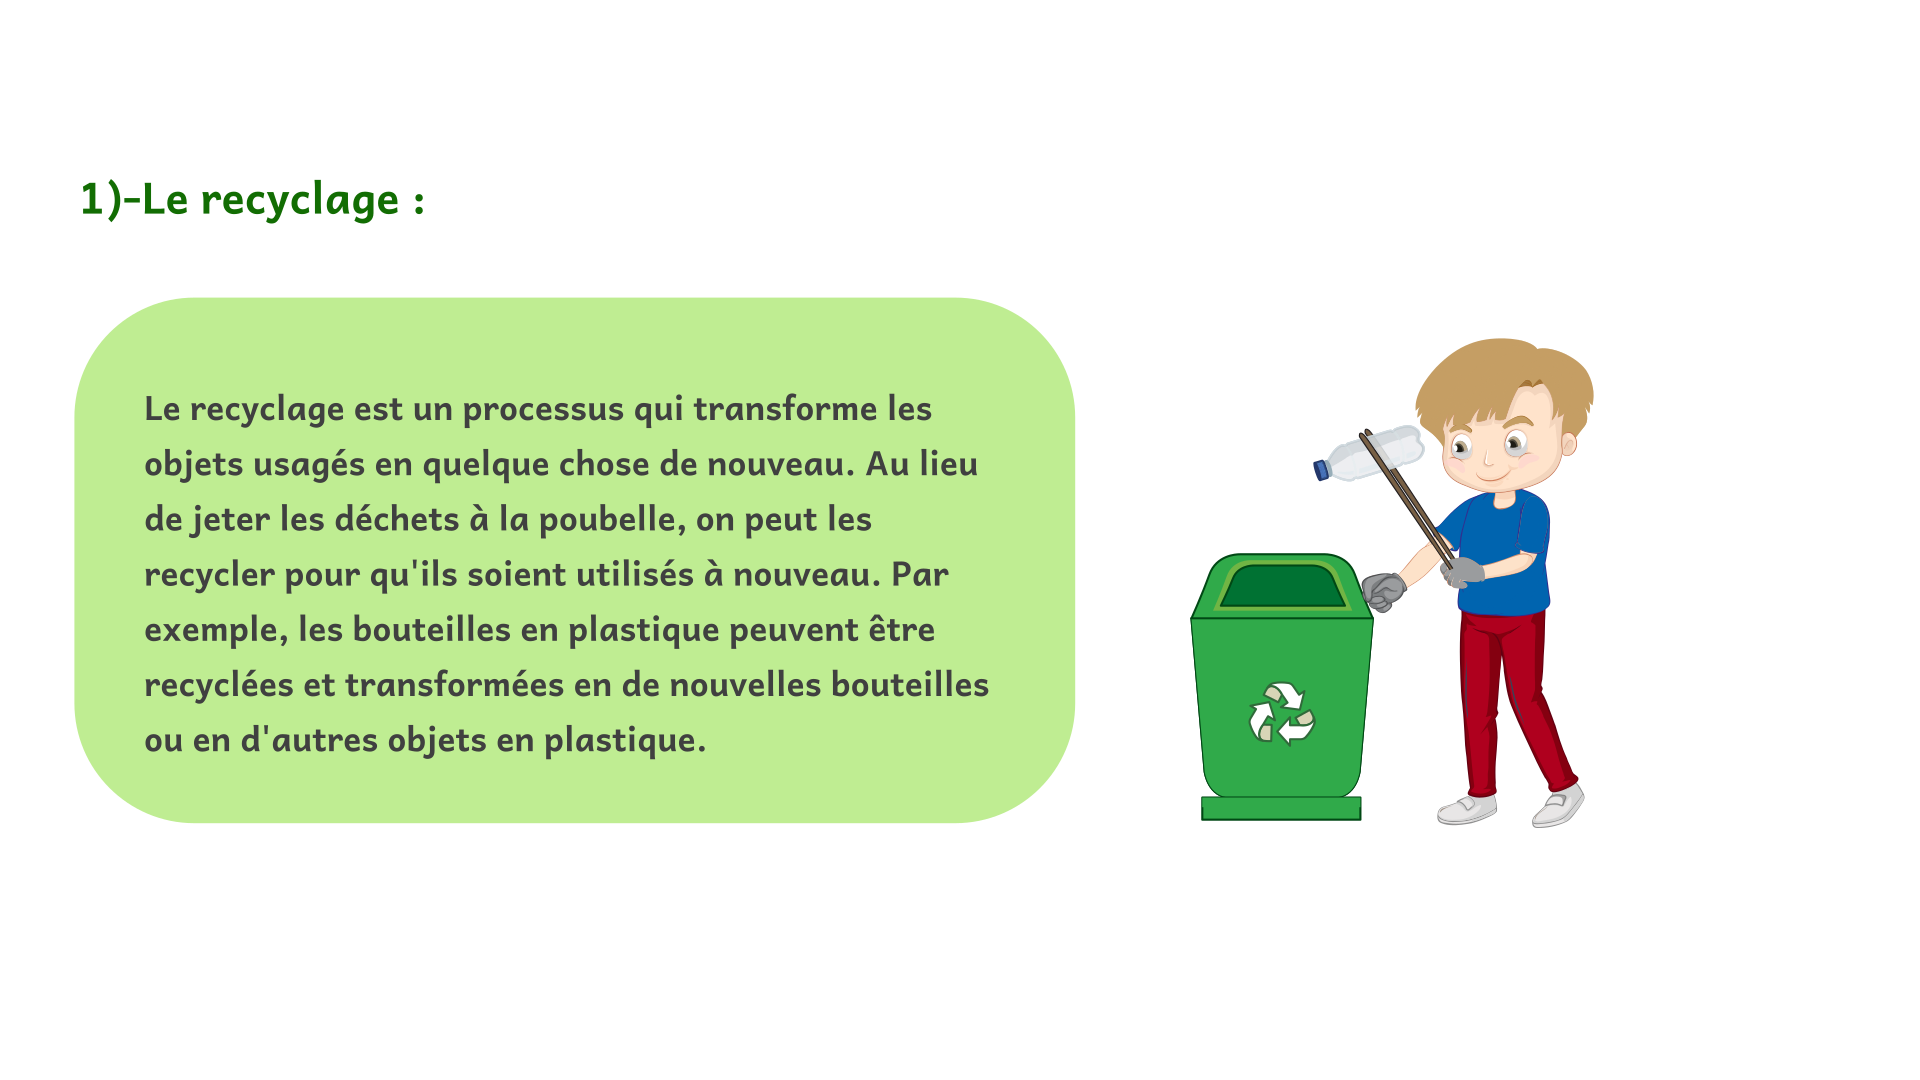 1)-Le recyclage :
Le recyclage est un processus qui transforme les
objets usagés en quelque chose de nouveau. Au lieu
de jeter les déchets à la poubelle, on peut les
recycler pour qu'ils soient utilisés à nouveau. Par
exemple, les bouteilles en plastique peuvent être
recyclées et transformées en de nouvelles bouteilles
ou en d'autres objets en plastique.